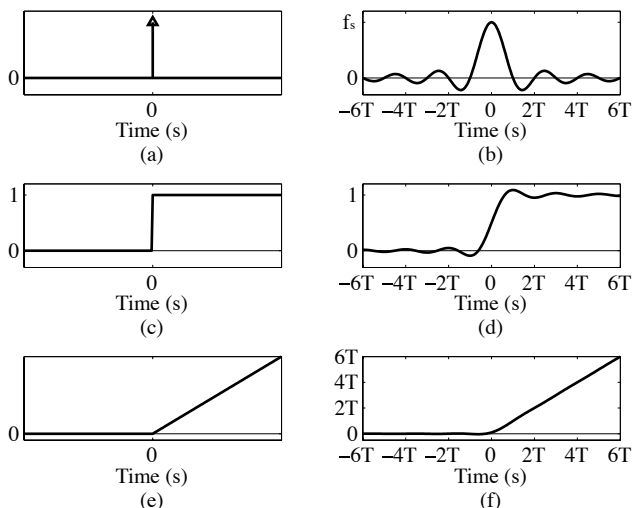 0
0
Time (s)
(a)
fₛ
0
−6T −4T −2T 0 2T 4T 6T
Time (s)
(b)
1
0
0
Time (s)
(c)
1
0
−6T −4T −2T 0 2T 4T 6T
Time (s)
(d)
0
0
Time (s)
(e)
6T
4T
2T
0
−6T −4T −2T 0 2T 4T 6T
Time (s)
(f)